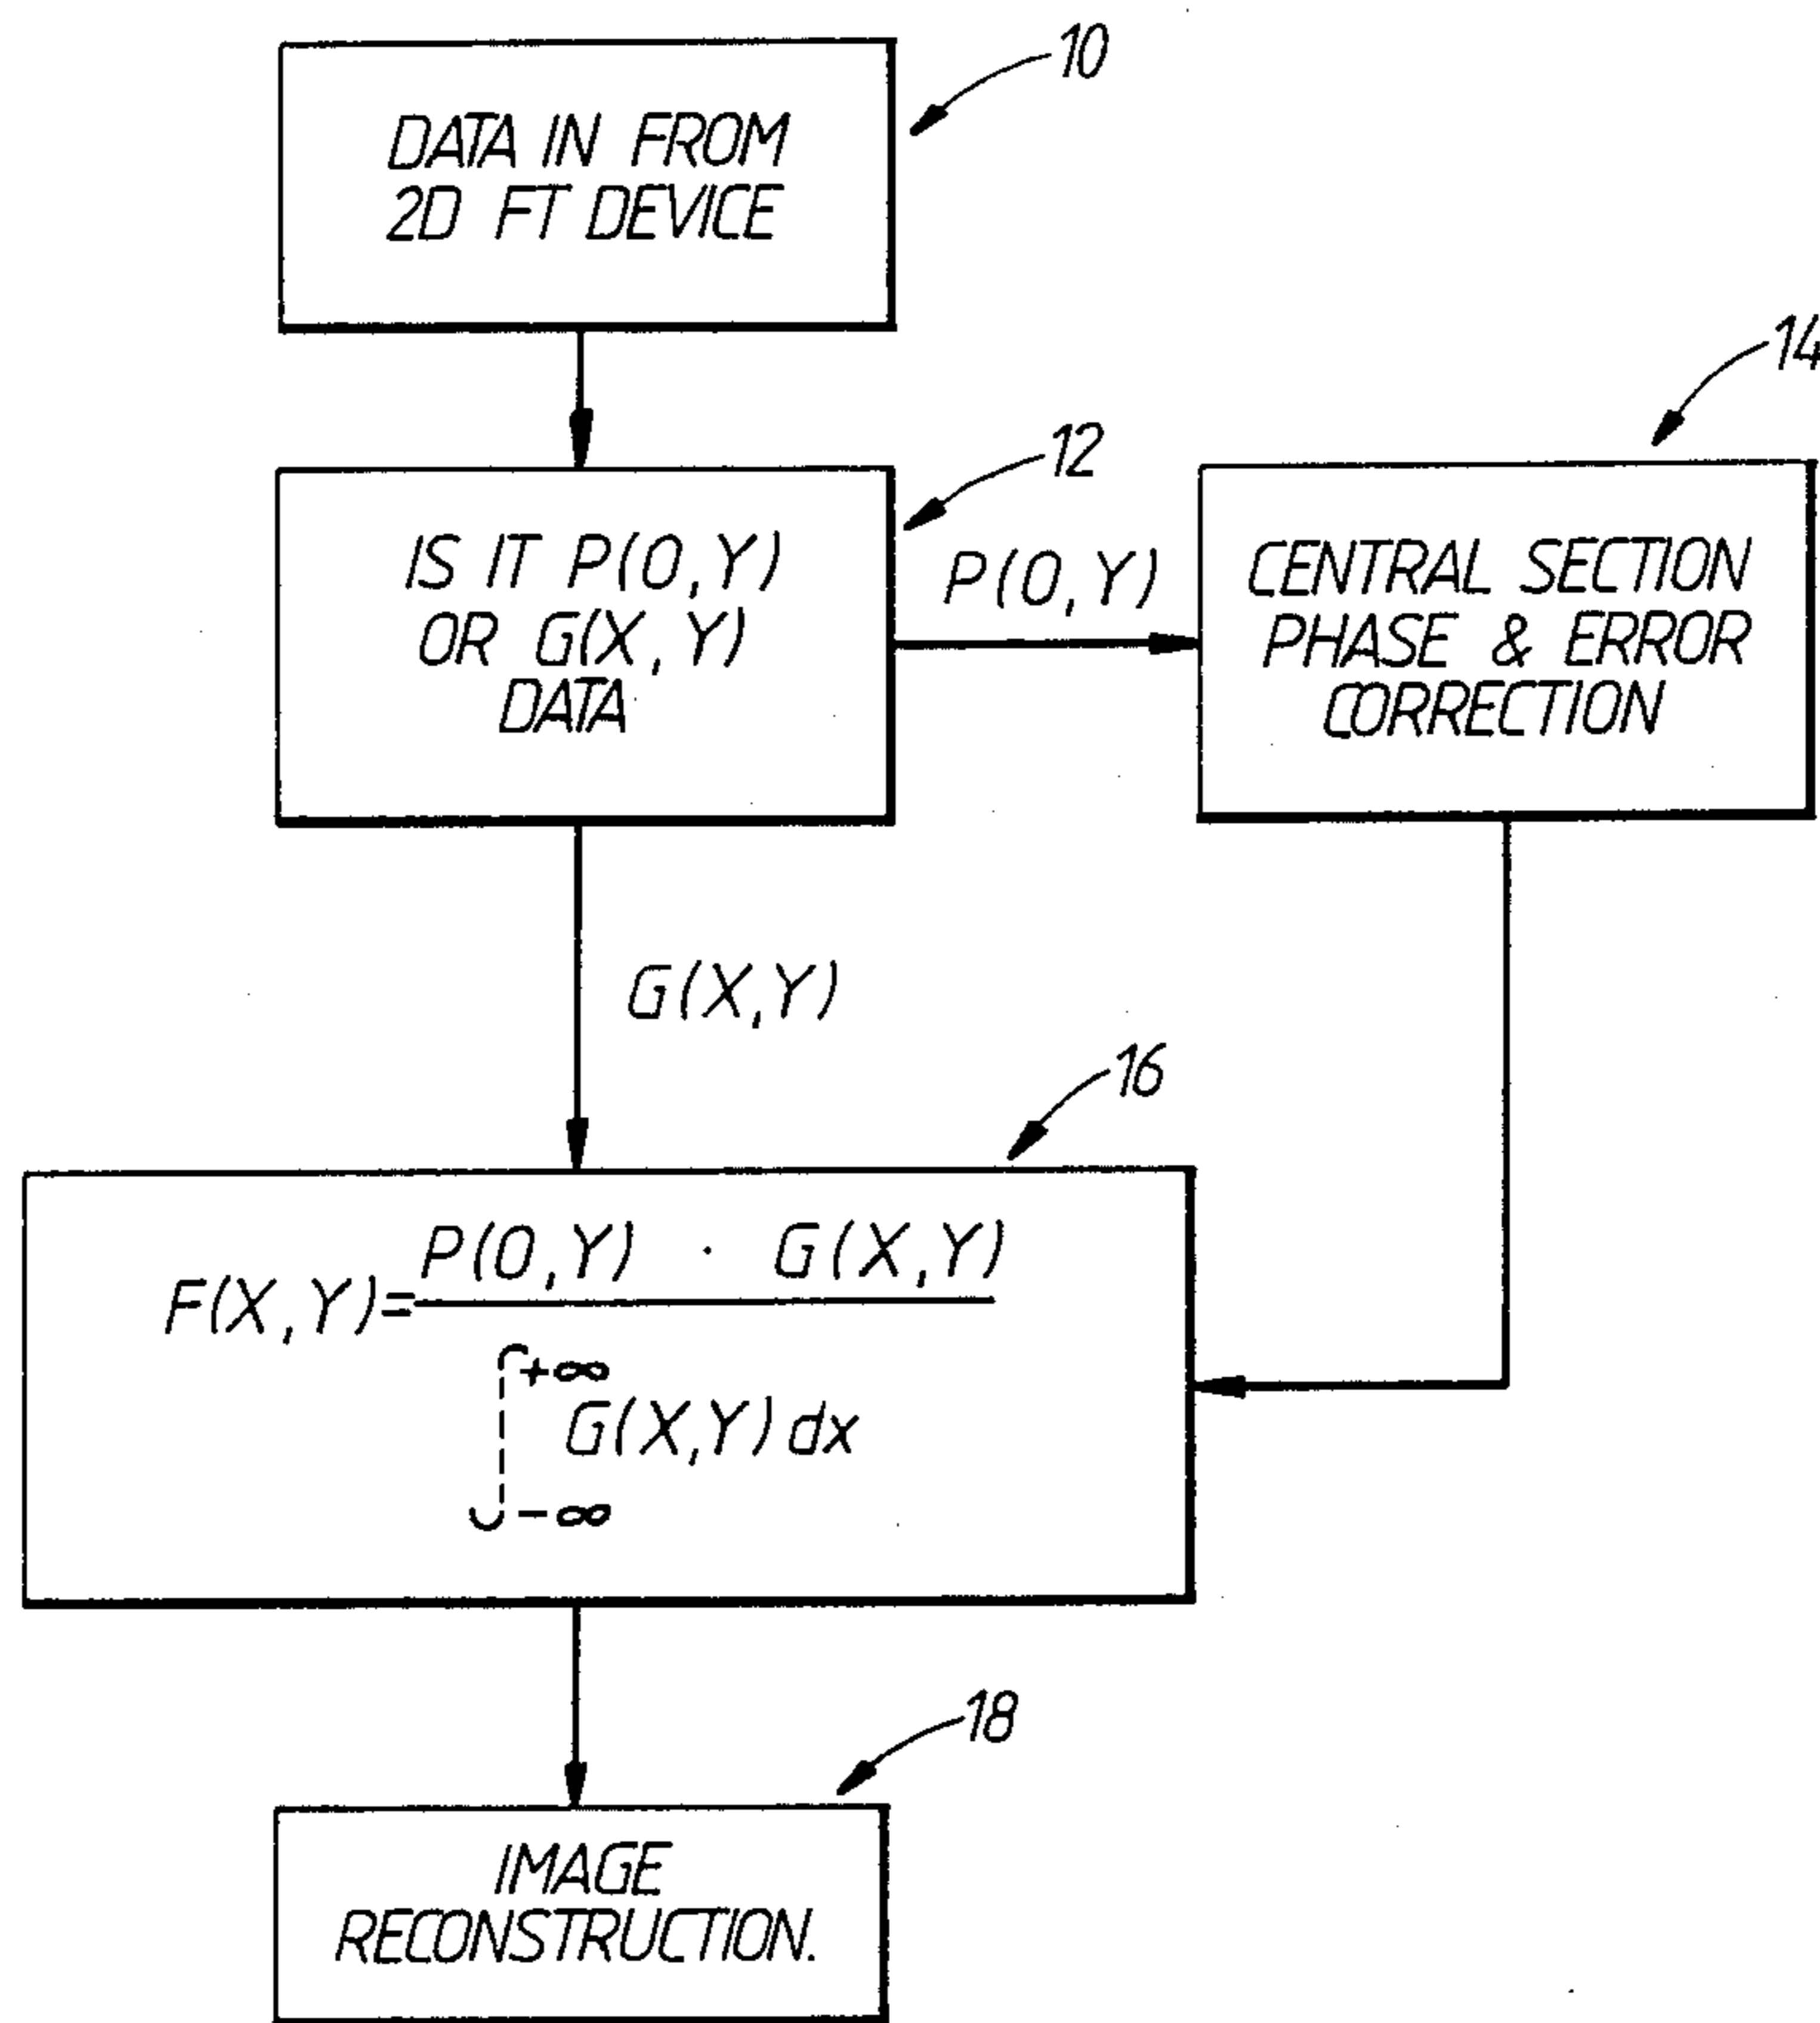 10
DATA IN FROM
2D FT DEVICE
14
12
IS IT P(0,Y)
OR G(X,Y)
DATA
P(0,Y)
CENTRAL SECTION
PHASE & ERROR
CORRECTION
G(X,Y)
16
P(0,Y) · G(X,Y)
F(X,Y)=
+∞
∫ G(X,Y)dx
-∞
18
IMAGE
RECONSTRUCTION.